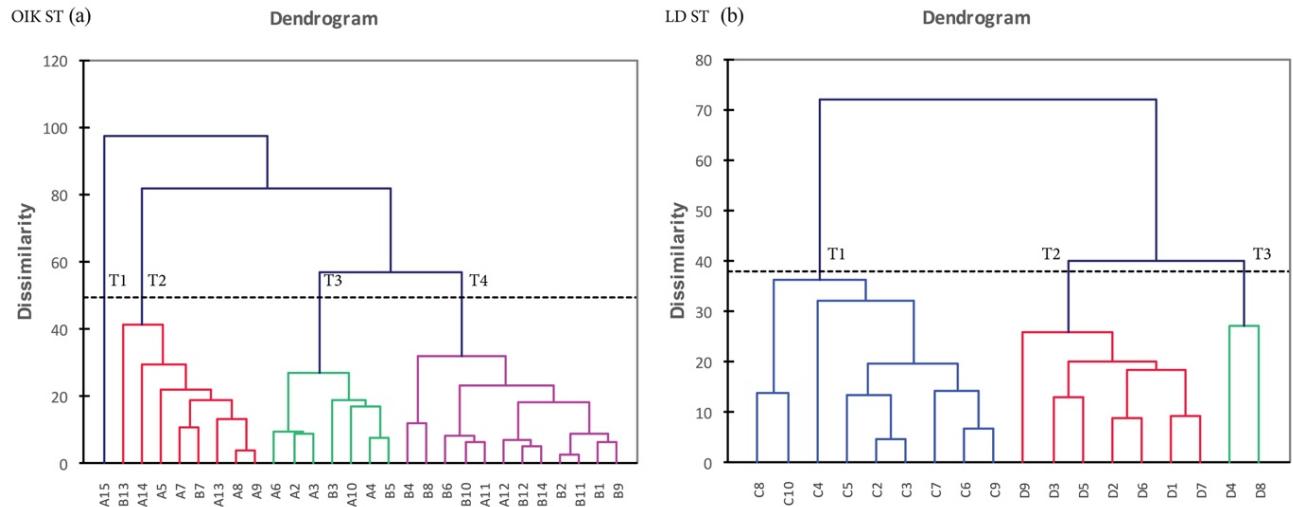 OIK ST (a)
Dendrogram
120
100
80
60
40
20
0
Dissimilarity
T1
T2
T3
T4
A15 B13 A14 A5 A7 B7 A13 A8 A9 A6 A2 A3 B3 A10 A4 B5 B4 B8 B6 B10 A11 A12 B12 B14 B2 B11 B1 B9
LD ST (b)
Dendrogram
80
70
60
50
40
30
20
10
0
Dissimilarity
T1
T2
T3
C8 C10 C4 C5 C2 C3 C7 C6 C9 D9 D3 D5 D2 D6 D1 D7 D4 D8